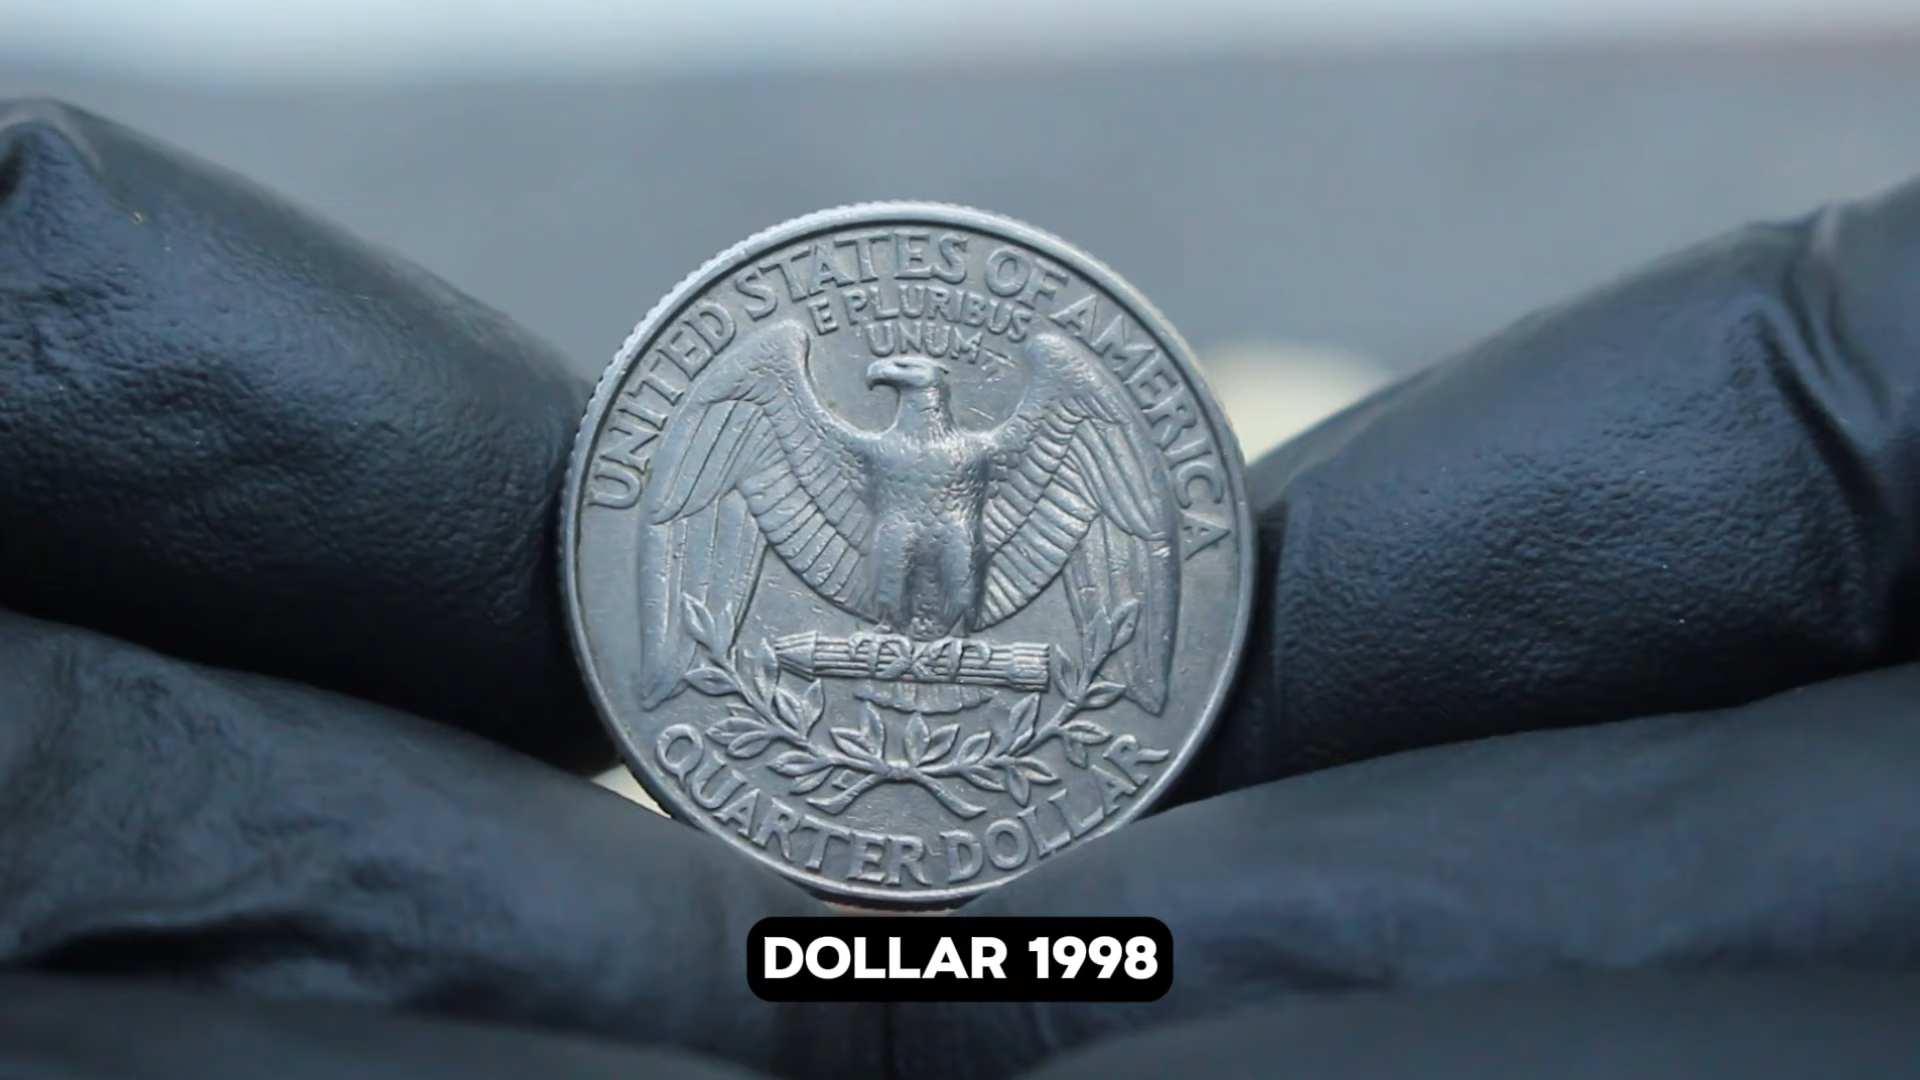 UNITED STATES OF AMERICA
E PLURIBUS
UNUM
QUARTER DOLLAR
DOLLAR 1998